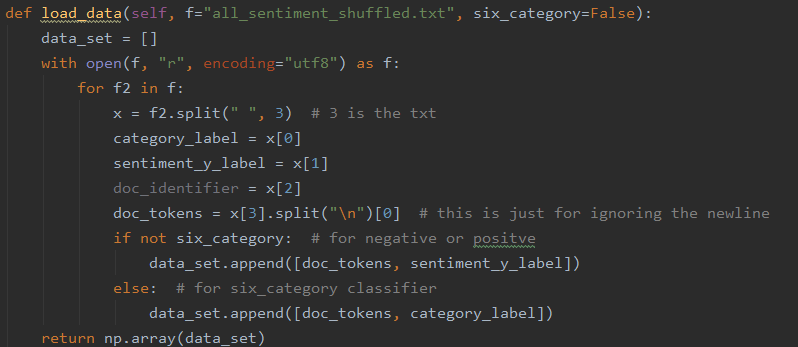 def load_data(self, f="all_sentiment_shuffled.txt", six_category=False):
    data_set = []
    with open(f, "r", encoding="utf8") as f:
        for f2 in f:
            x = f2.split(" ", 3)  # 3 is the txt
            category_label = x[0]
            sentiment_y_label = x[1]
            doc_identifier = x[2]
            doc_tokens = x[3].split("\n")[0]  # this is just for ignoring the newline
            if not six_category:  # for negative or positve
                data_set.append([doc_tokens, sentiment_y_label])
            else:  # for six_category classifier
                data_set.append([doc_tokens, category_label])
    return np.array(data_set)